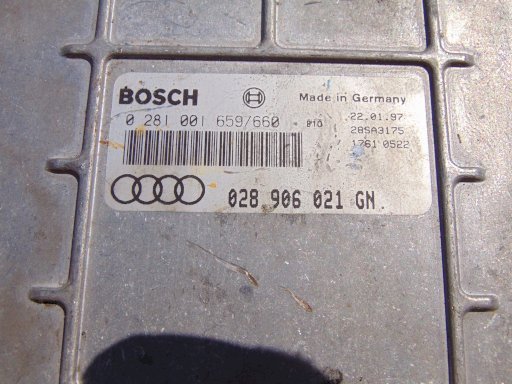 BOSCH
Made in Germany
0 281 001 659/660
22.01.97
28SA3175
1761 0522
028 906 021 GN